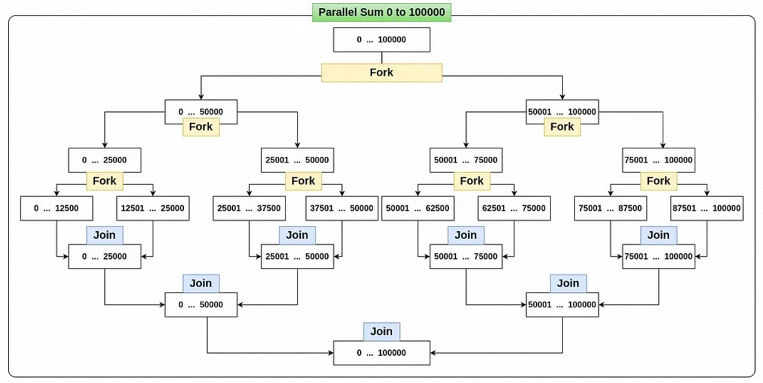 Parallel Sum 0 to 100000
0 ... 100000
Fork
0 ... 50000
50001 ... 100000
Fork
Fork
0 ... 25000
25001 ... 50000
50001 ... 75000
75001 ... 100000
Fork
Fork
Fork
Fork
0 ... 12500
12501 ... 25000
25001 ... 37500
37501 ... 50000
50001 ... 62500
62501 ... 75000
75001 ... 87500
87501 ... 100000
Join
Join
Join
Join
0 ... 25000
25001 ... 50000
50001 ... 75000
75001 ... 100000
Join
Join
0 ... 50000
50001 ... 100000
Join
0 ... 100000